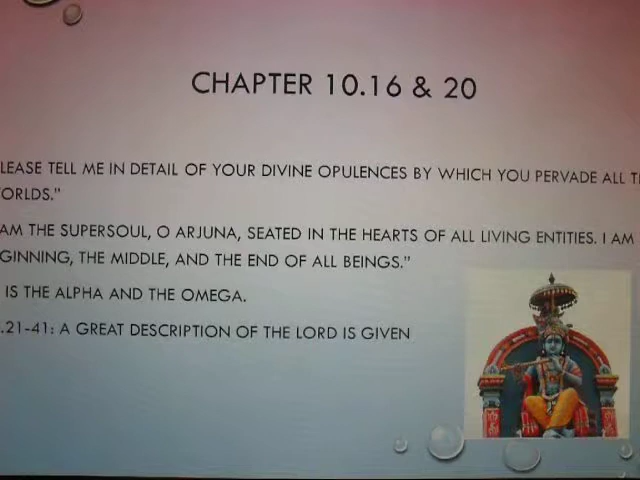 CHAPTER 10.16 & 20
LEASE TELL ME IN DETAIL OF YOUR DIVINE OPULENCES BY WHICH YOU PERVADE ALL T
ORLDS."
AM THE SUPERSOUL, O ARJUNA, SEATED IN THE HEARTS OF ALL LIVING ENTITIES. I AM
GINNING, THE MIDDLE, AND THE END OF ALL BEINGS."
IS THE ALPHA AND THE OMEGA.
.21-41: A GREAT DESCRIPTION OF THE LORD IS GIVEN